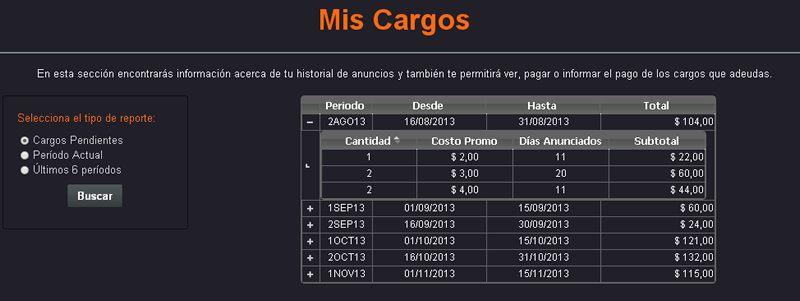 Mis Cargos
En esta sección encontrarás información acerca de tu historial de anuncios y también te permitirá ver, pagar o informar el pago de los cargos que adeudas.
Selecciona el tipo de reporte:
Cargos Pendientes
Período Actual
Últimos 6 períodos
Buscar
Periodo Desde Hasta Total
2AGO13 16/08/2013 31/08/2013 $ 104,00
Cantidad Costo Promo Días Anunciados Subtotal
1 $ 2,00 11 $ 22,00
2 $ 3,00 20 $ 60,00
2 $ 4,00 11 $ 44,00
1SEP13 01/09/2013 15/09/2013 $ 60,00
2SEP13 16/09/2013 30/09/2013 $ 24,00
1OCT13 01/10/2013 15/10/2013 $ 121,00
2OCT13 16/10/2013 31/10/2013 $ 132,00
1NOV13 01/11/2013 15/11/2013 $ 115,00